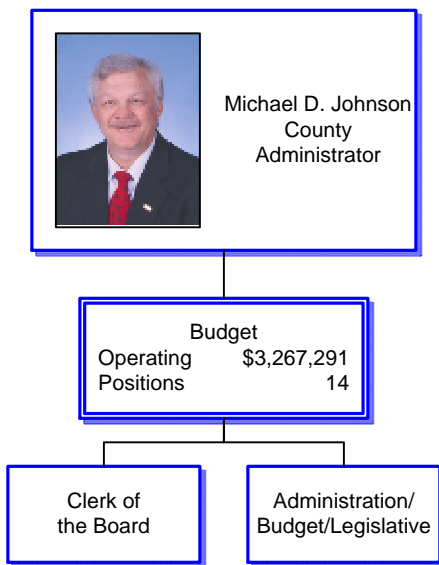 Michael D. Johnson
County
Administrator
Budget
Operating $3,267,291
Positions 14
Clerk of
the Board
Administration/
Budget/Legislative